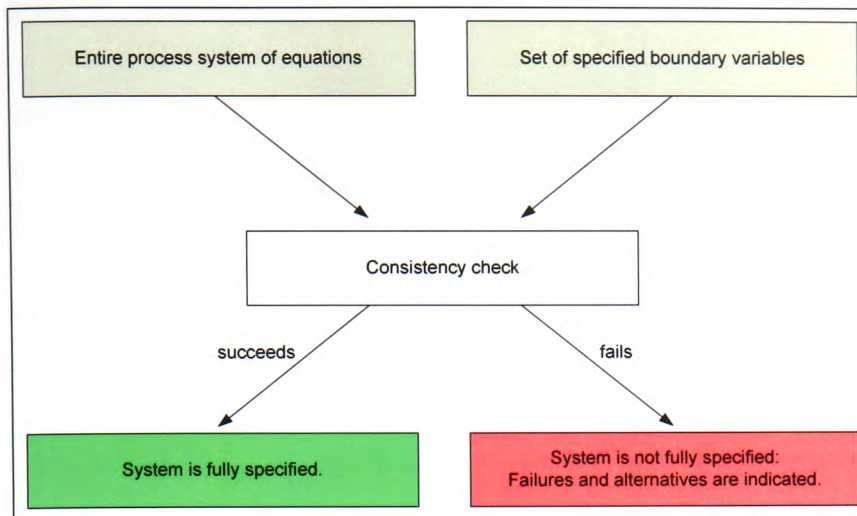 Entire process system of equations
Set of specified boundary variables
Consistency check
succeeds
fails
System is fully specified.
System is not fully specified:
Failures and alternatives are indicated.